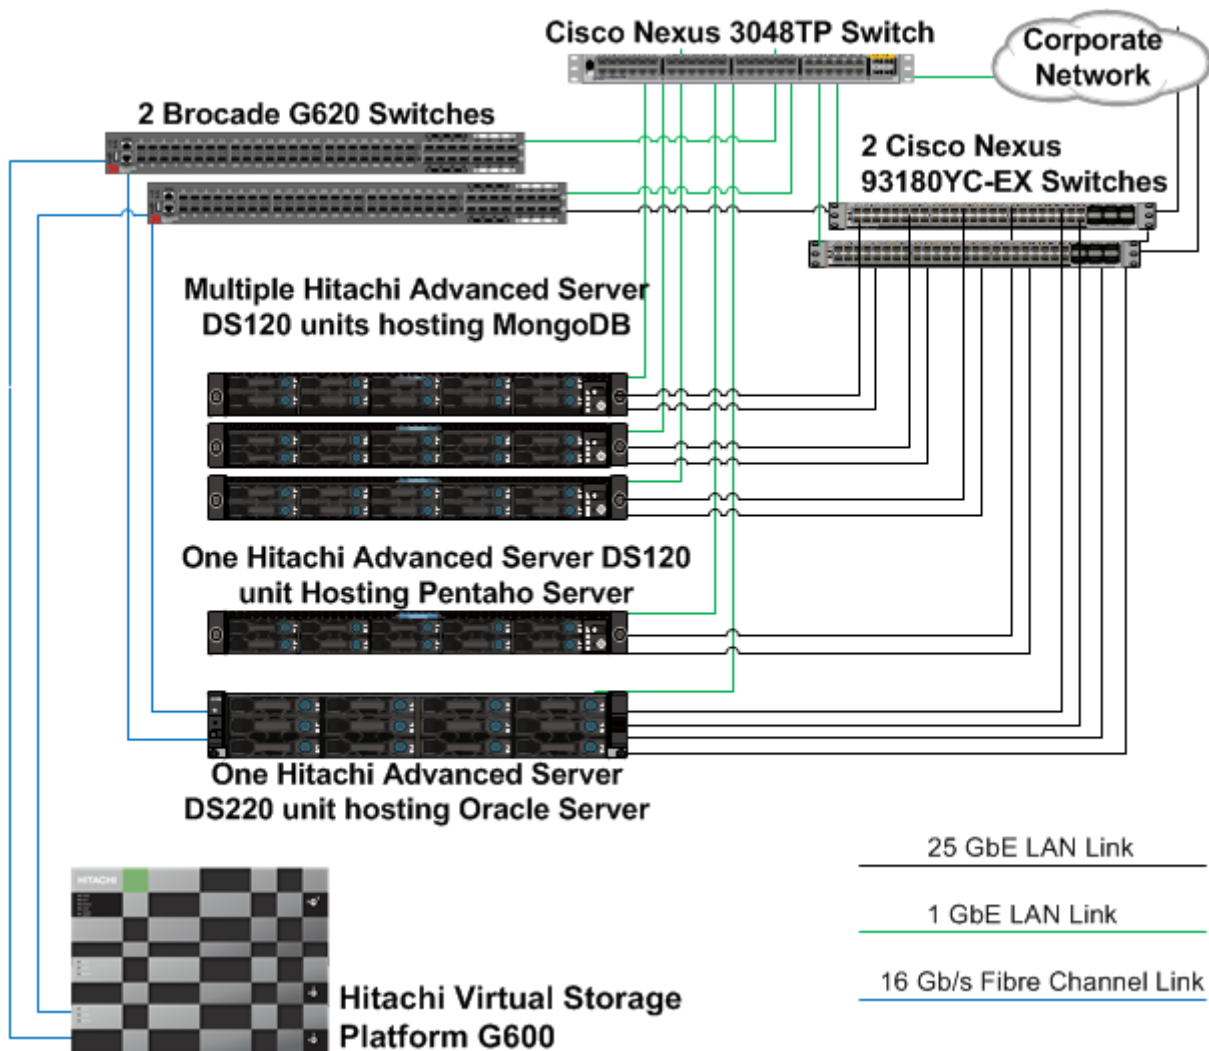 Cisco Nexus 3048TP Switch
Corporate
Network
2 Brocade G620 Switches
2 Cisco Nexus
93180YC-EX Switches
Multiple Hitachi Advanced Server
DS120 units hosting MongoDB
One Hitachi Advanced Server DS120
unit Hosting Pentaho Server
One Hitachi Advanced Server
DS220 unit hosting Oracle Server
25 GbE LAN Link
1 GbE LAN Link
16 Gb/s Fibre Channel Link
HITACHI
Hitachi Virtual Storage
Platform G600